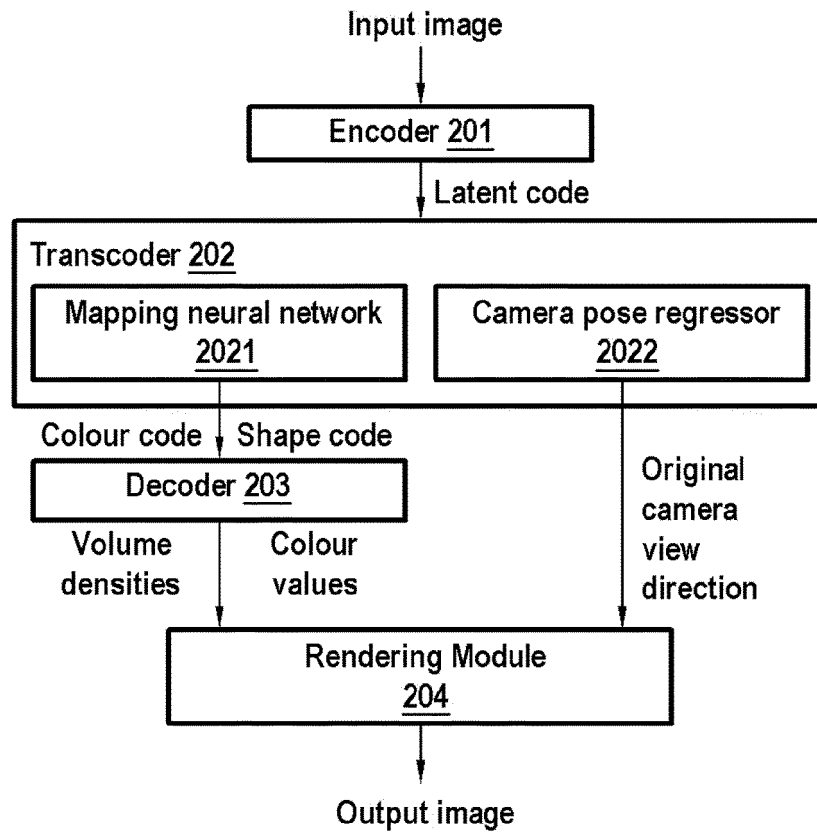 Input image
Encoder 201
Latent code
Transcoder 202
Mapping neural network
2021
Camera pose regressor
2022
Colour code Shape code
Decoder 203
Volume
densities
Colour
values
Original
camera
view
direction
Rendering Module
204
Output image